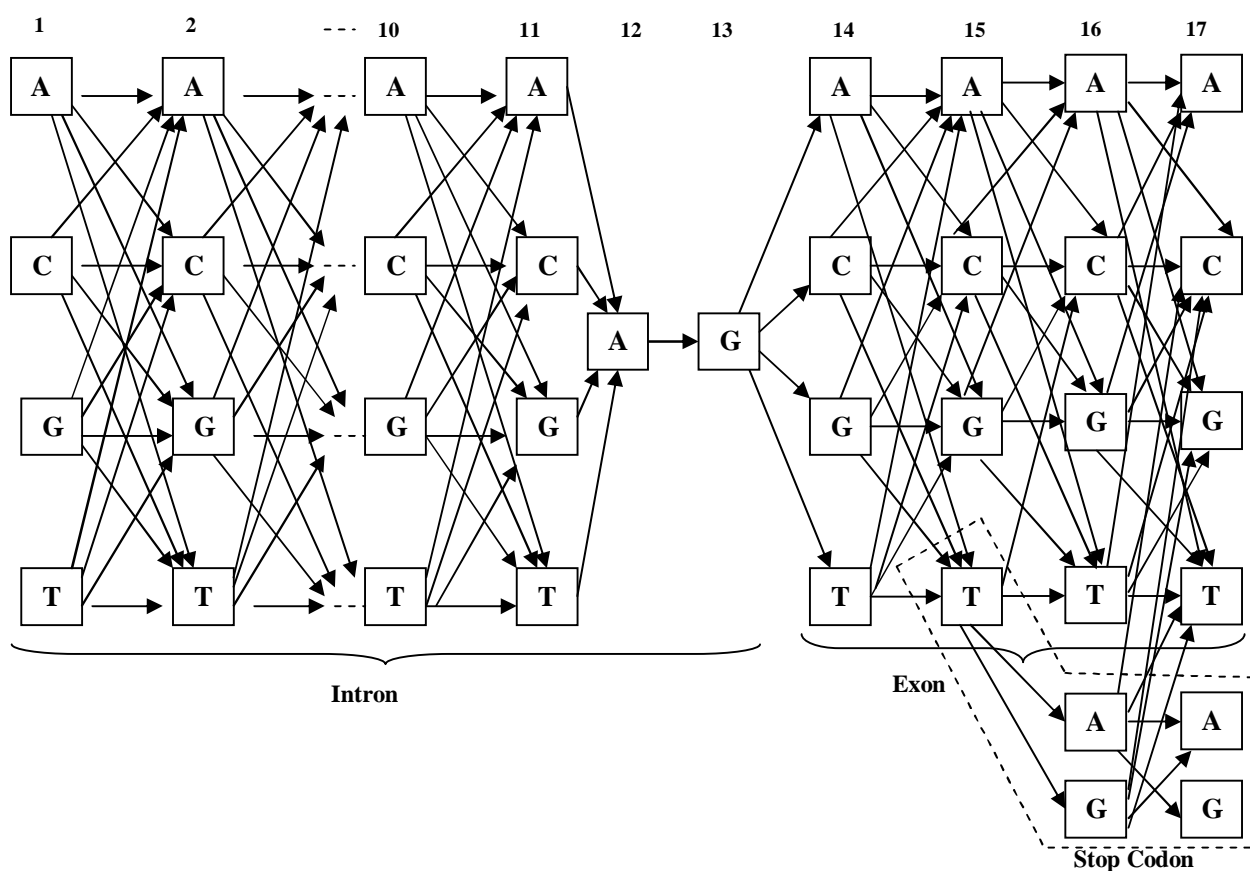 1 2 ---- 10 11 12 13 14 15 16 17
A A A A A A A A
C C C C C C C C
A G
G G G G G G G G
T T T T T T T T
Intron
Exon
A A
G G
Stop Codon